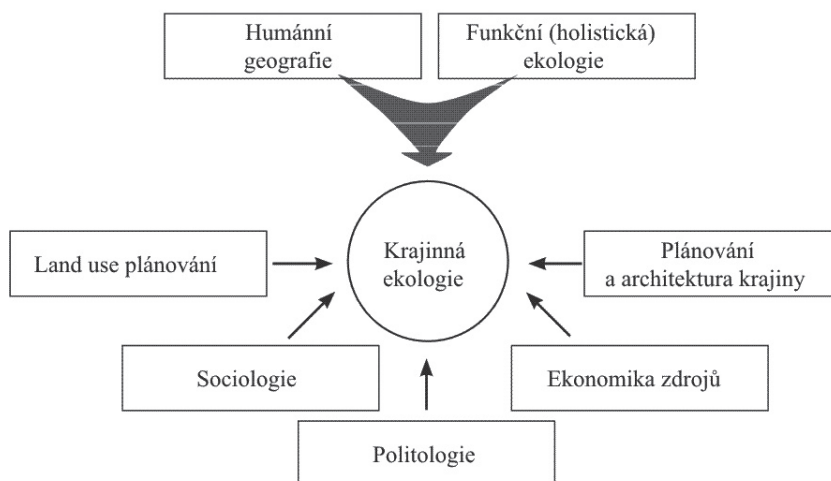 Humánní
geografie
Funkční (holistická)
ekologie
Land use plánování
Krajinná
ekologie
Plánování
a architektura krajiny
Sociologie
Ekonomika zdrojů
Politologie